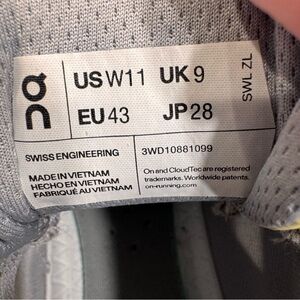 US W11 UK 9
EU 43 JP 28
SWL ZL
SWISS ENGINEERING
3WD10881099
MADE IN VIETNAM
HECHO EN VIETNAM
FABRIQUÉ AU VIETNAM
On and CloudTec are registered
trademarks. Worldwide patents.
on-running.com